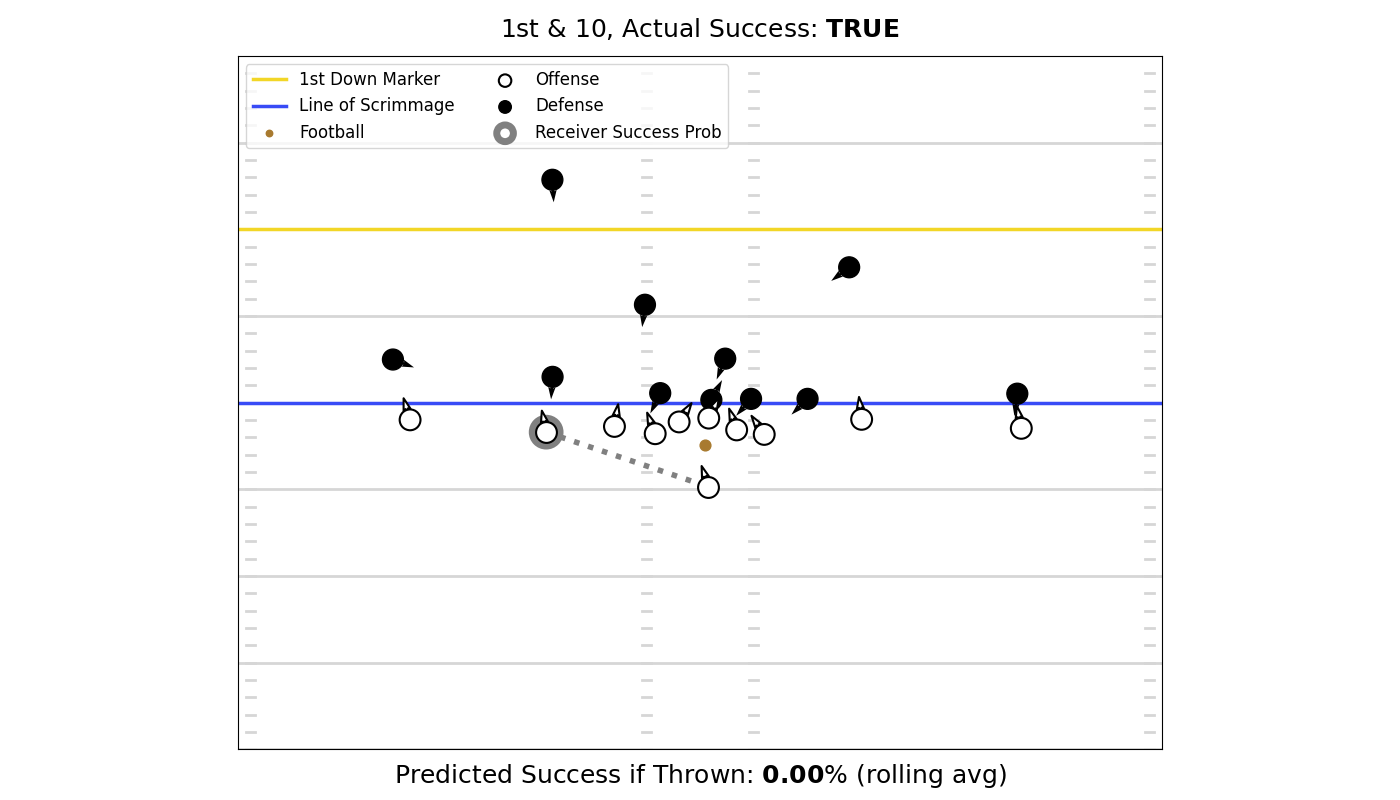 1st & 10, Actual Success: TRUE
1st Down Marker
Line of Scrimmage
Football
Offense
Defense
Receiver Success Prob
Predicted Success if Thrown: 0.00% (rolling avg)